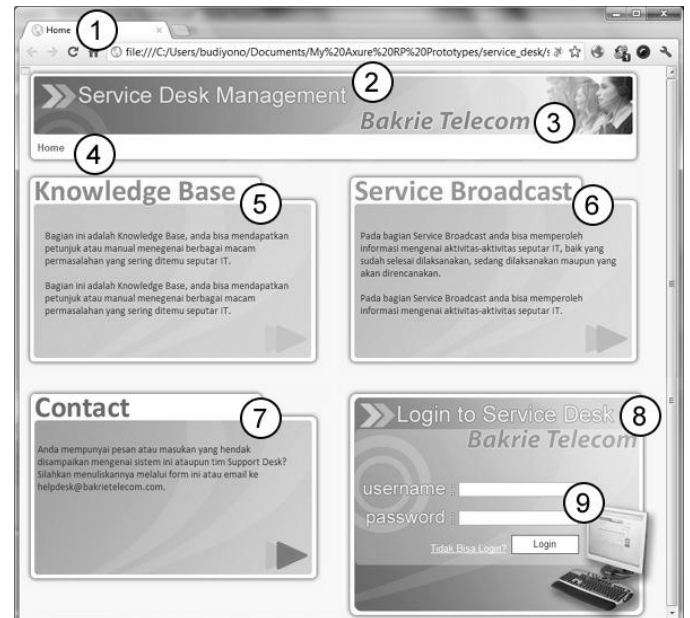 Home
1
file:///C:/Users/budiyono/Documents/My%20Axure%20RP%20Prototypes/service_desk/s
Service Desk Management
2
Bakrie Telecom
3
Home
4
Knowledge Base
5
Bagian ini adalah Knowledge Base, anda bisa mendapatkan
petunjuk atau manual menegenai berbagai macam
permasalahan yang sering ditemu seputar IT.
Bagian ini adalah Knowledge Base, anda bisa mendapatkan
petunjuk atau manual menegenai berbagai macam
permasalahan yang sering ditemu seputar IT.
Service Broadcast
6
Pada bagian Service Broadcast anda bisa memperoleh
informasi mengenai aktivitas-aktivitas seputar IT, baik yang
sudah selesai dilaksanakan, sedang dilaksanakan maupun yang
akan direncanakan.
Pada bagian Service Broadcast anda bisa memperoleh
informasi mengenai aktivitas-aktivitas seputar IT.
Contact
7
Anda mempunyai pesan atau masukan yang hendak
disampaikan mengenai sistem ini ataupun tim Support Desk?
Silahkan menuliskannya melalui form ini atau email ke
helpdesk@bakrietelecom.com.
Login to Service Desk
8
Bakrie Telecom
username :
9
password :
Tidak Bisa Login?
Login